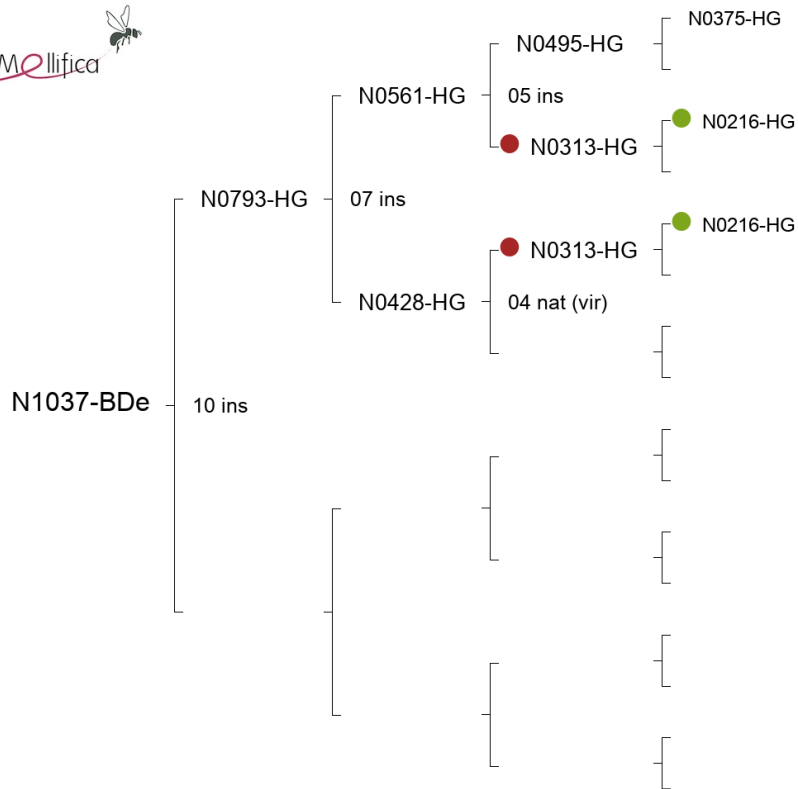 Mellifica
N0375-HG
N0495-HG
N0561-HG
05 ins
N0216-HG
N0313-HG
N0793-HG
07 ins
N0216-HG
N0313-HG
N0428-HG
04 nat (vir)
N1037-BDe
10 ins